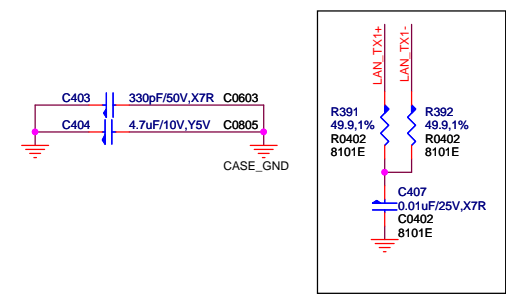 C403 330pF/50V,X7R C0603
C404 4.7uF/10V,Y5V C0805
CASE_GND
LAN_TX1+
LAN_TX1-
R391
49.9,1%
R0402
8101E
R392
49.9,1%
R0402
8101E
C407
0.01uF/25V,X7R
C0402
8101E